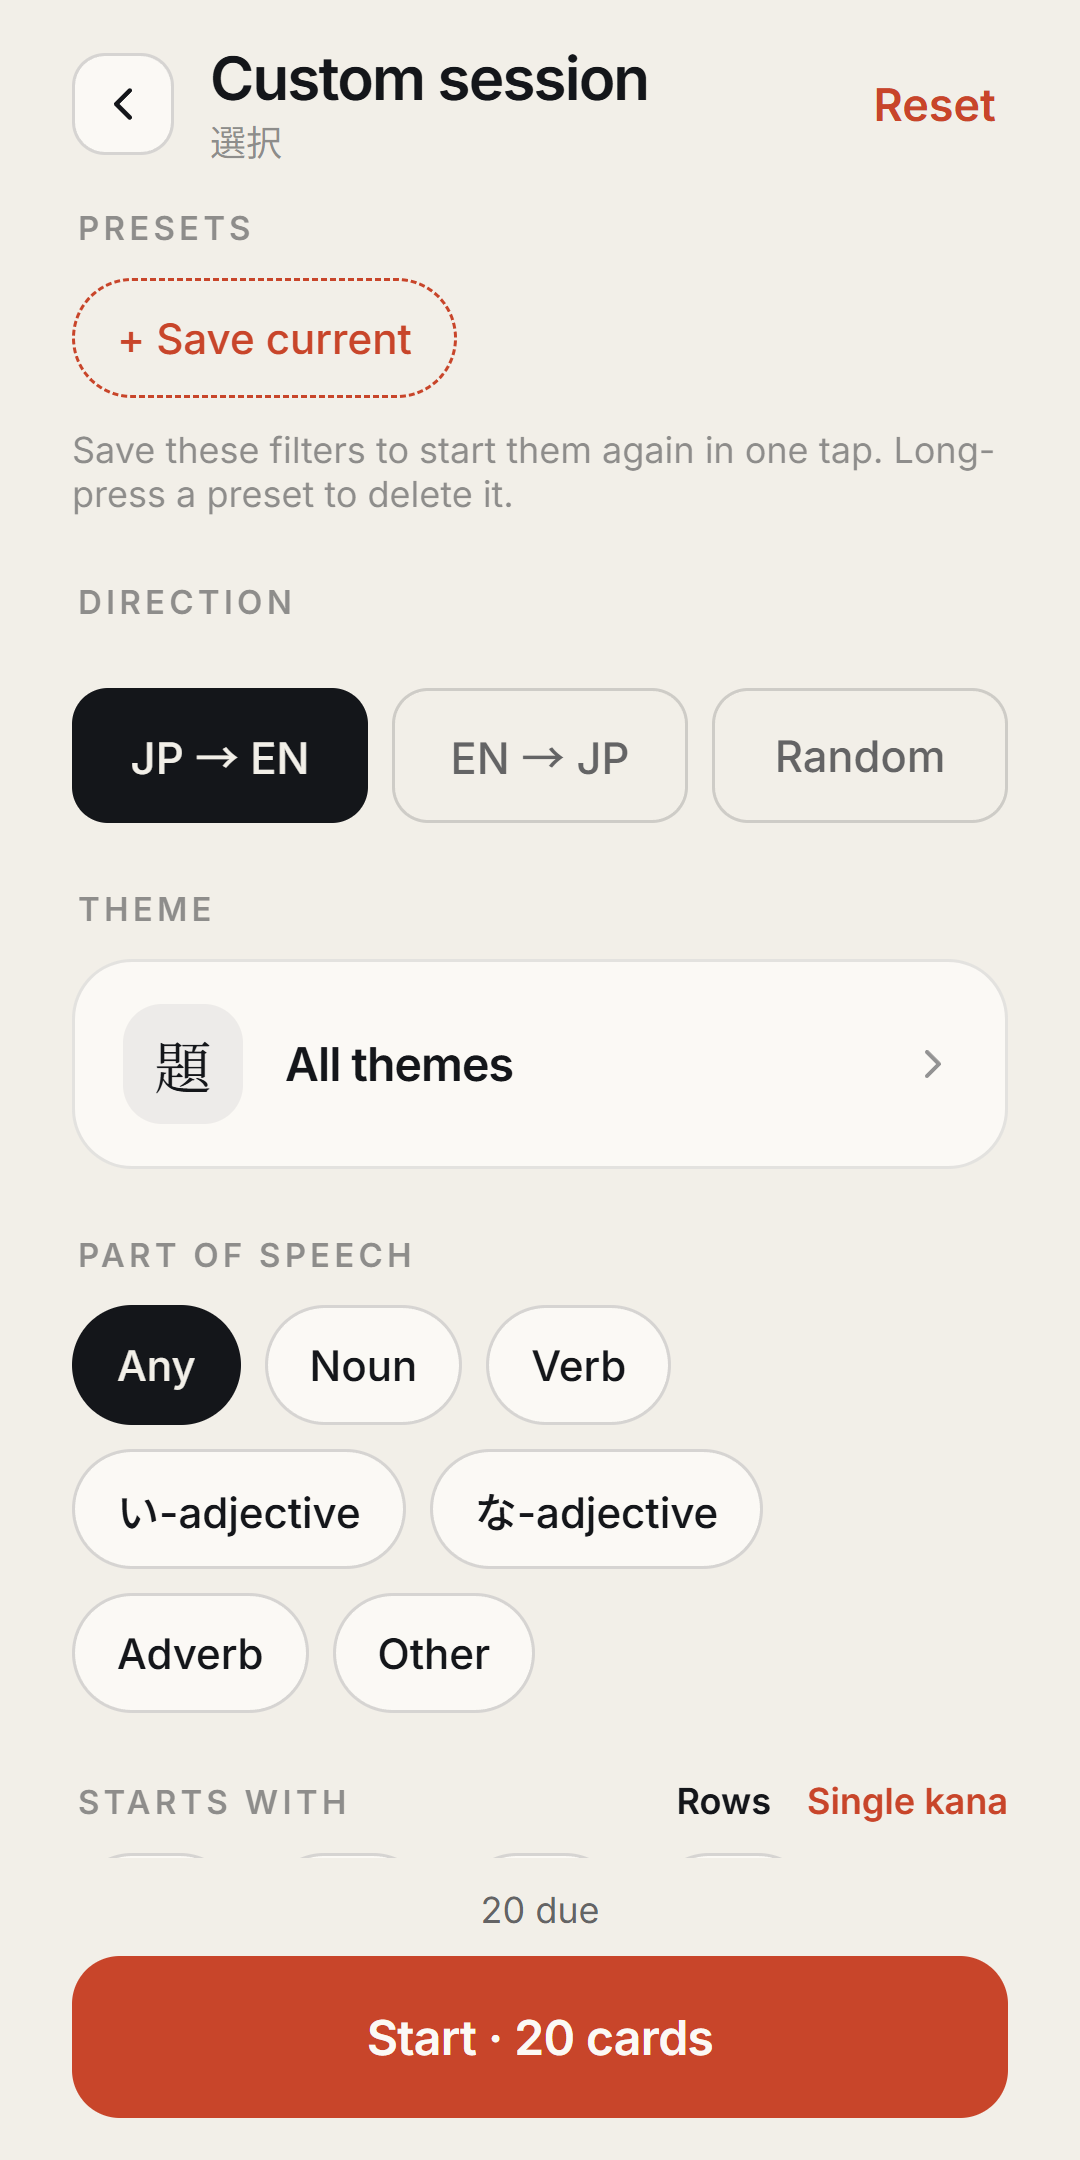 Custom session
選択
Reset
PRESETS
+ Save current
Save these filters to start them again in one tap. Long-
press a preset to delete it.
DIRECTION
JP → EN
EN → JP
Random
THEME
題
All themes
PART OF SPEECH
Any
Noun
Verb
い-adjective
な-adjective
Adverb
Other
STARTS WITH
Rows
Single kana
20 due
Start · 20 cards